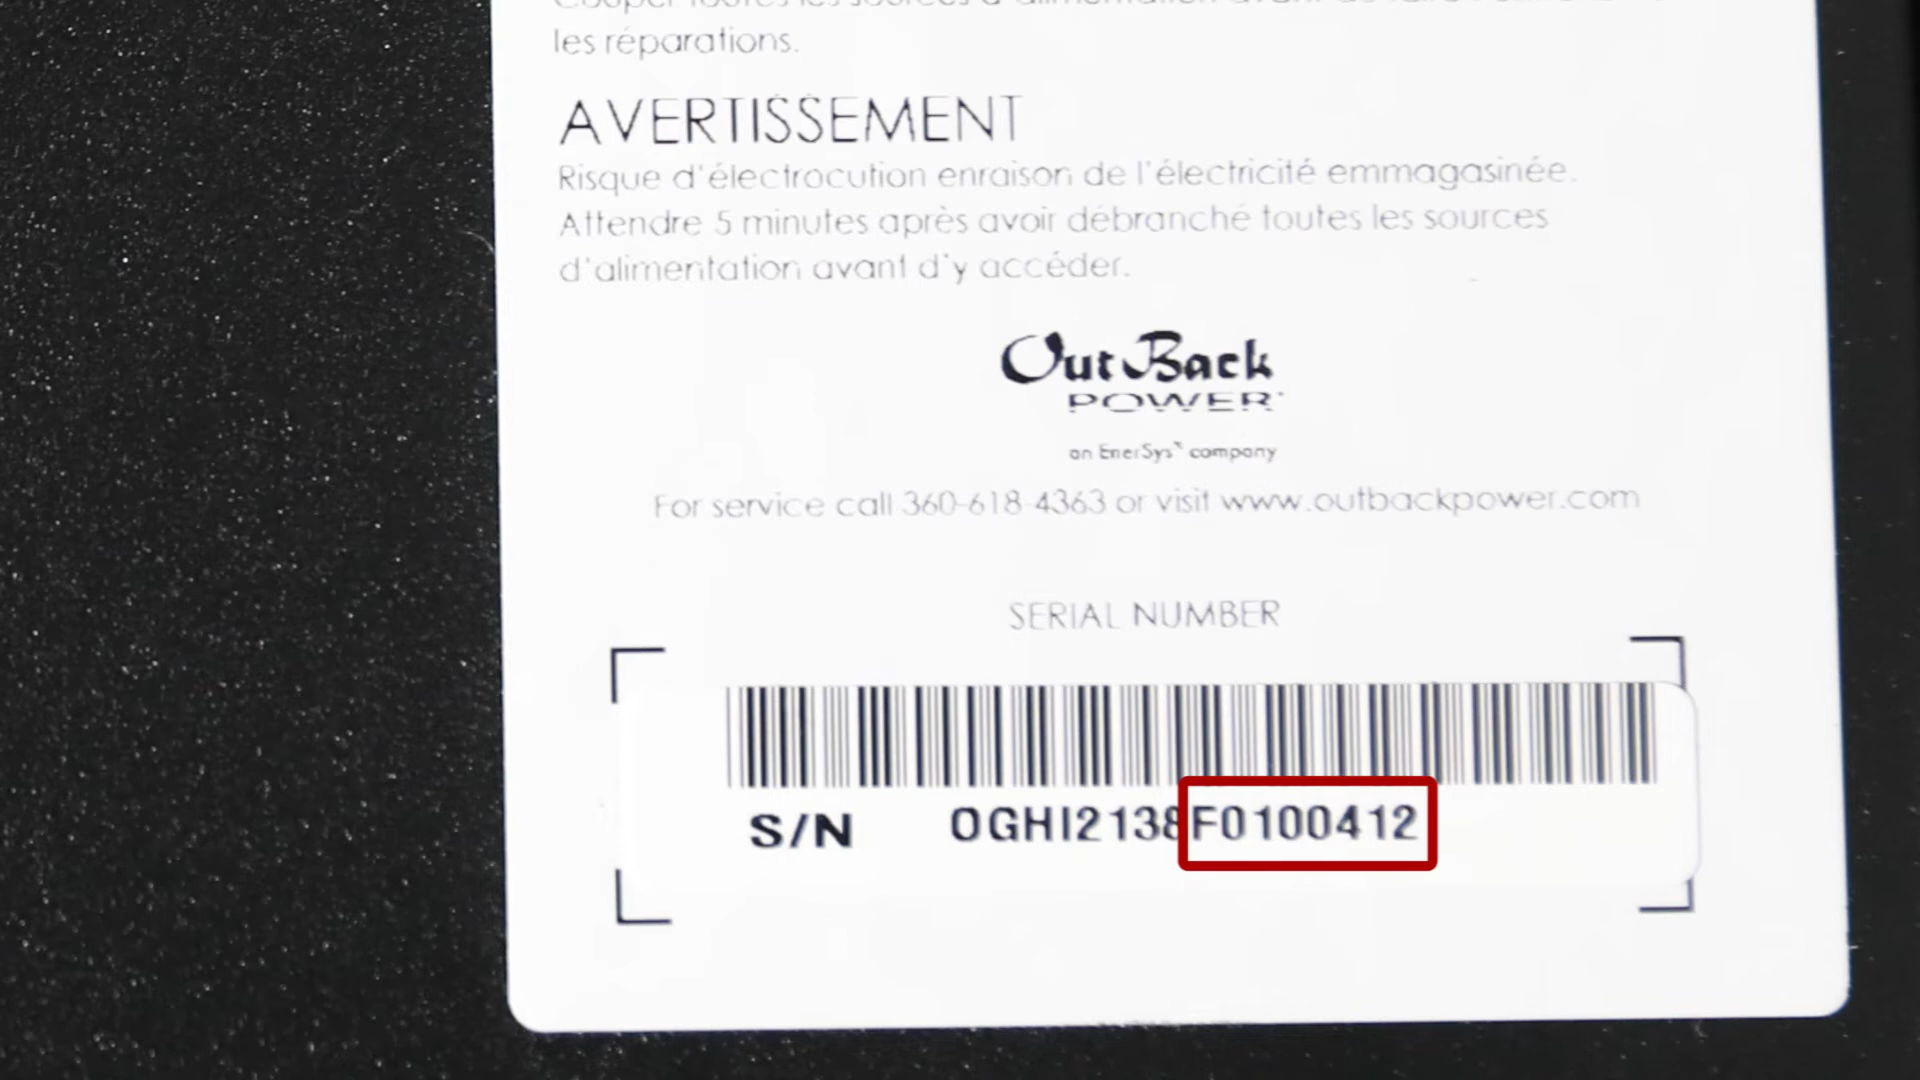 les réparations.
AVERTISSEMENT
Risque d'électrocution enraison de l'électricité emmagasinée.
Attendre 5 minutes après avoir débranché toutes les sources
d'alimentation avant d'y accéder.
OutBack
POWER
an EnerSys company
For service call 360-618-4363 or visit www.outbackpower.com
SERIAL NUMBER
S/N OGHI2138F0100412